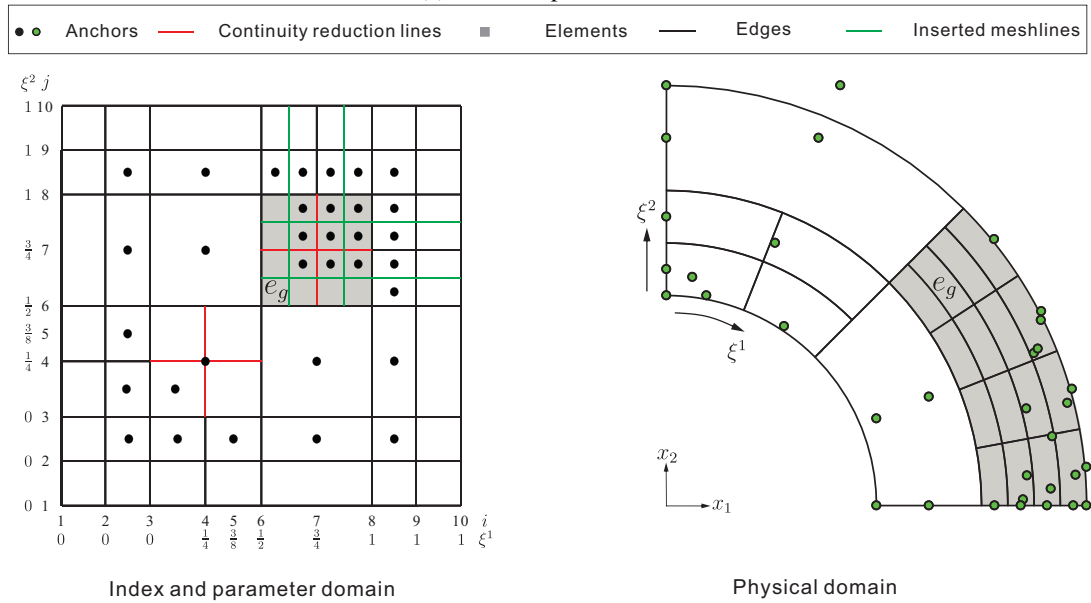 Anchors Continuity reduction lines Elements Edges Inserted meshlines
ξ² j
1 10
1 9
1 8
3/4 7
1/2 6
3/8 5
1/4 4
0 3
0 2
0 1
e_g
1 2 3 4 5 6 7 8 9 10 i
0 0 0 1/4 3/8 1/2 3/4 1 1 1 ξ¹
Index and parameter domain
ξ²
ξ¹
e_g
x₂
x₁
Physical domain